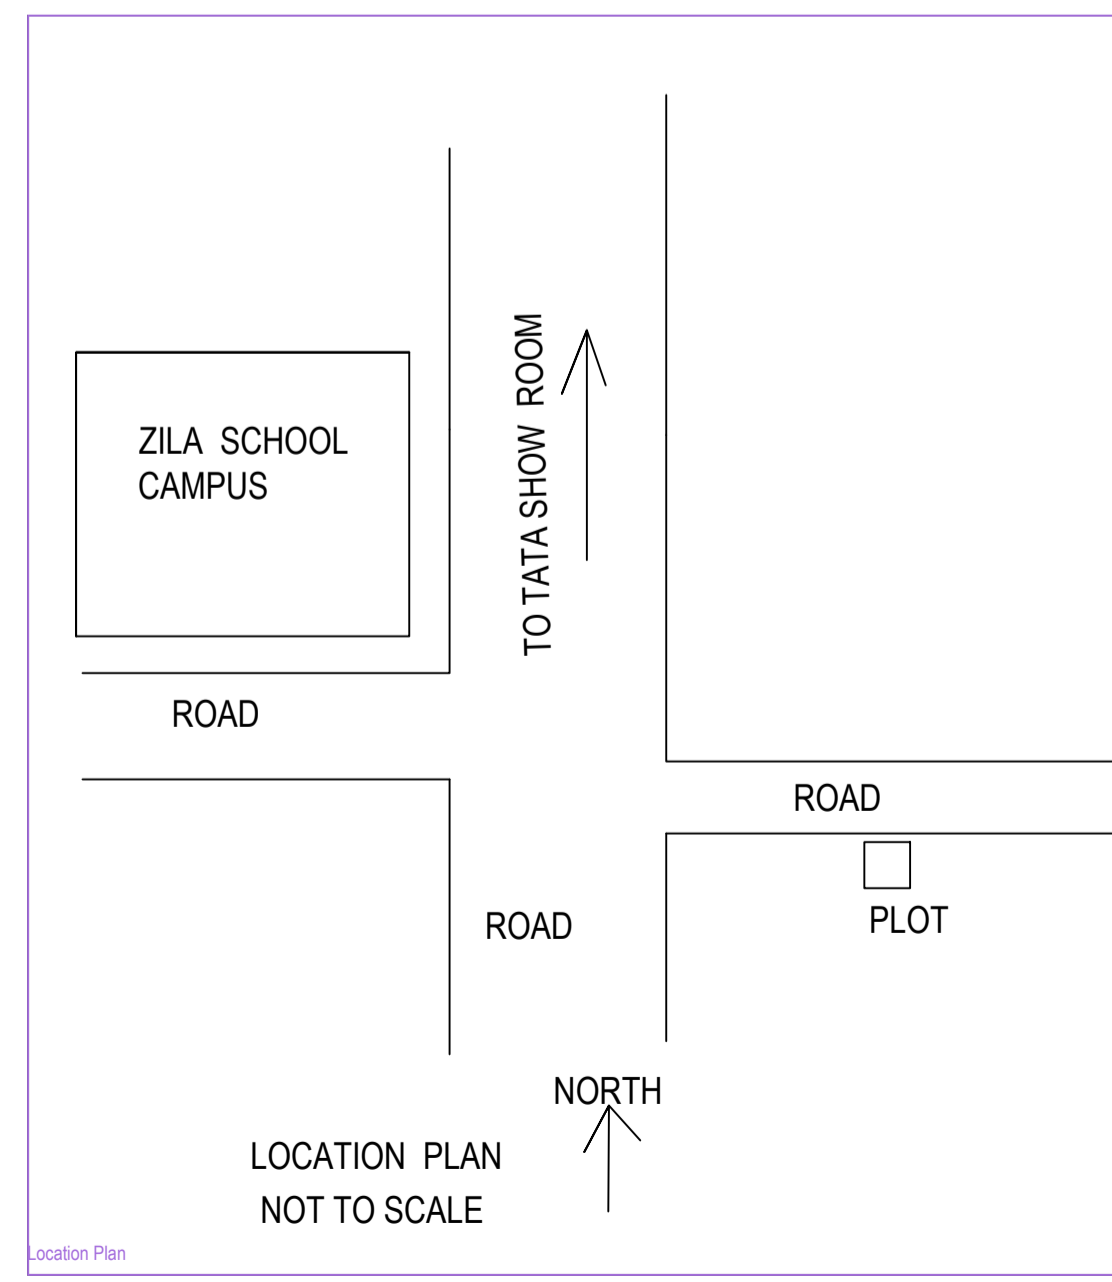 TO TATA SHOW ROOM
ZILA SCHOOL
CAMPUS
ROAD
ROAD
ROAD
PLOT
NORTH
LOCATION PLAN
NOT TO SCALE
Location Plan